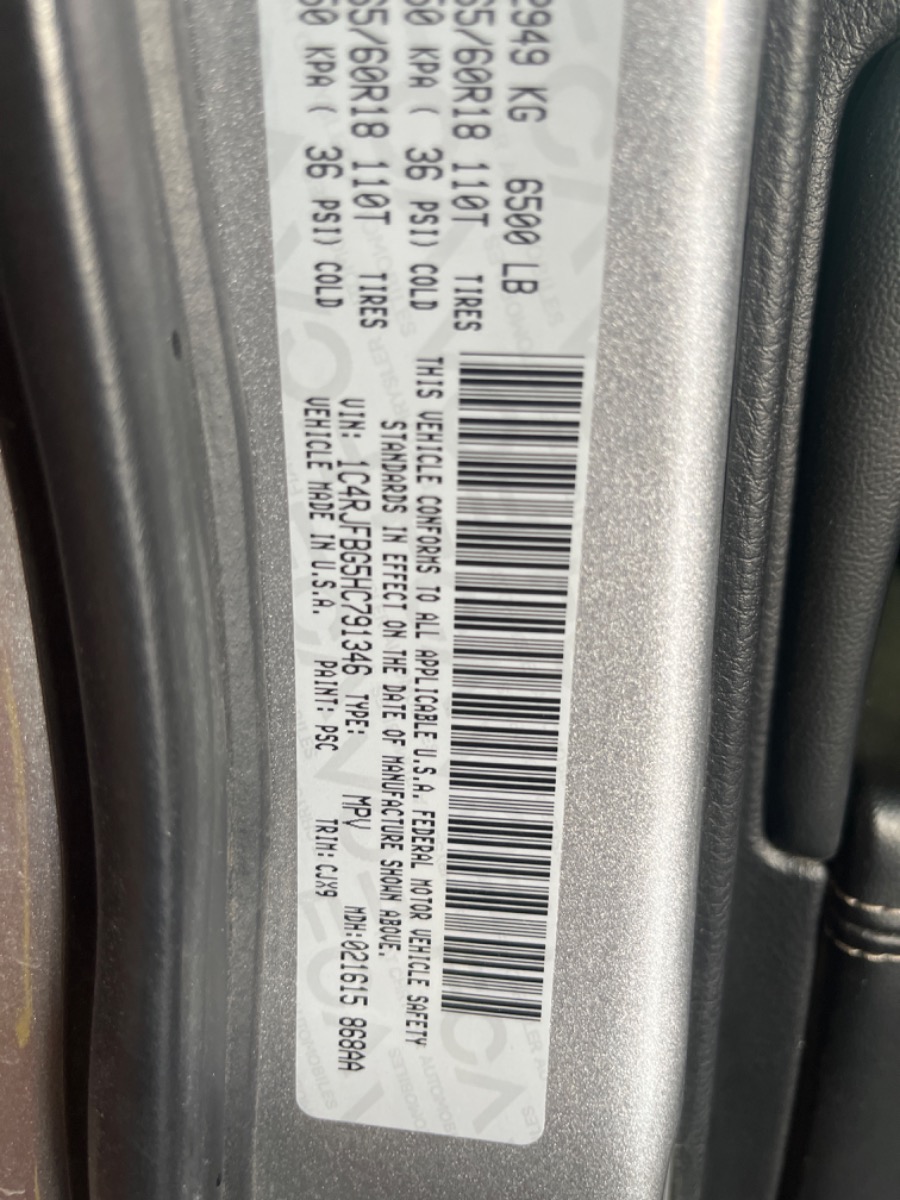 2949 KG 6500 LB
65/60R18 110T TIRES
50 KPA ( 36 PSI) COLD
65/60R18 110T TIRES
50 KPA ( 36 PSI) COLD
THIS VEHICLE CONFORMS TO ALL APPLICABLE U.S.A. FEDERAL MOTOR VEHICLE SAFETY
STANDARDS IN EFFECT ON THE DATE OF MANUFACTURE SHOWN ABOVE.
VIN: 1C4RJFBG5HC791346 TYPE: MPV MDH:021615 868AA
VEHICLE MADE IN U.S.A. PAINT: PSC TRIM:CJX9